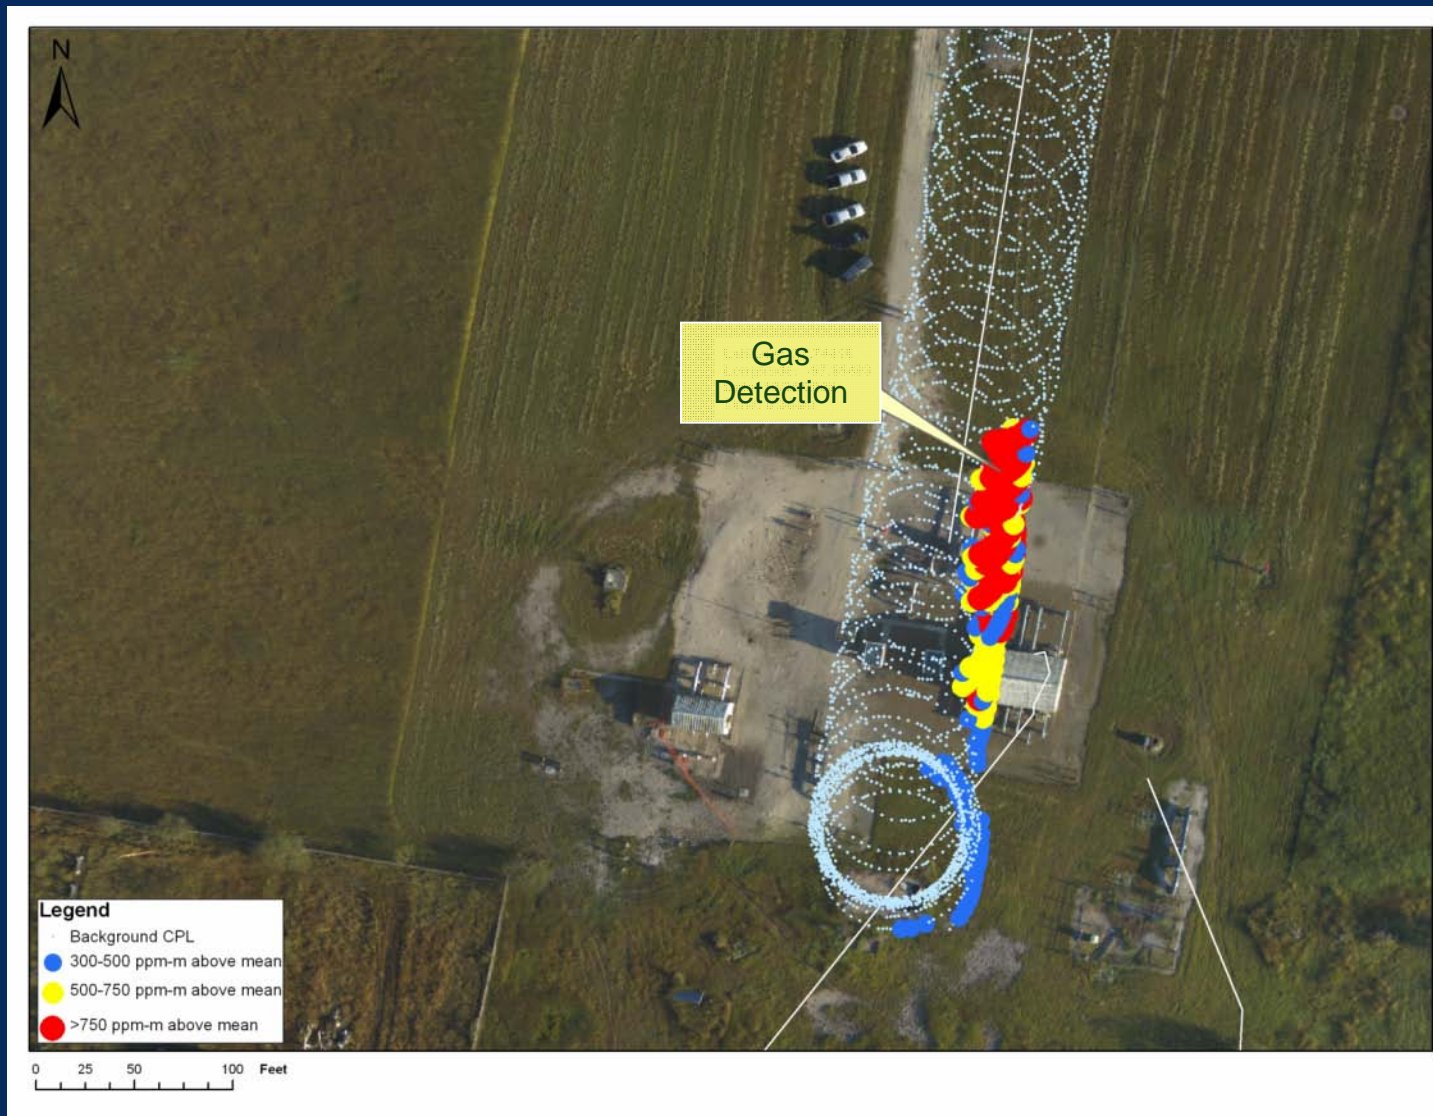 N
Gas
Detection
Legend
Background CPL
300-500 ppm-m above mean
500-750 ppm-m above mean
>750 ppm-m above mean
0 25 50 100 Feet